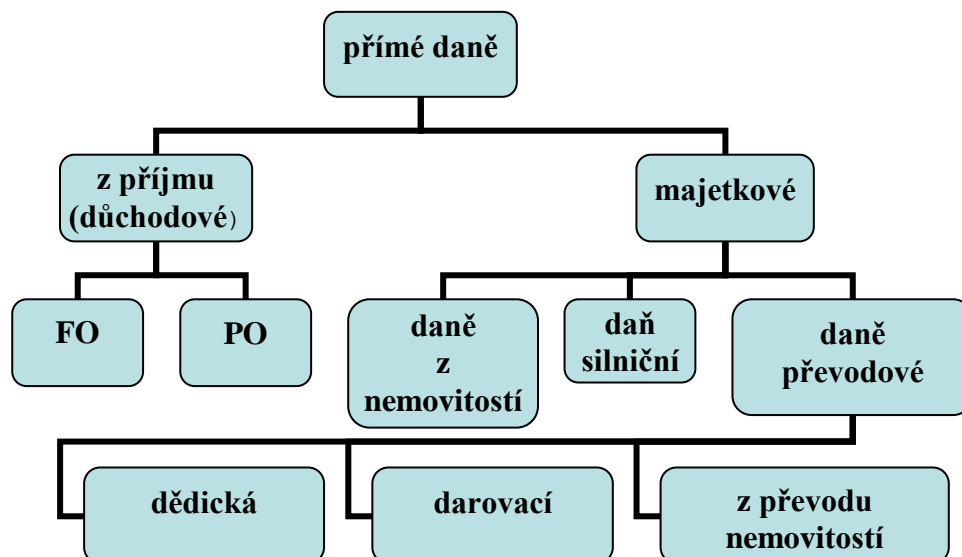 přímé daně
z příjmu
(důchodové)
majetkové
FO
PO
daně
z
nemovitostí
daň
silniční
daně
převodové
dědická
darovací
z převodu
nemovitostí